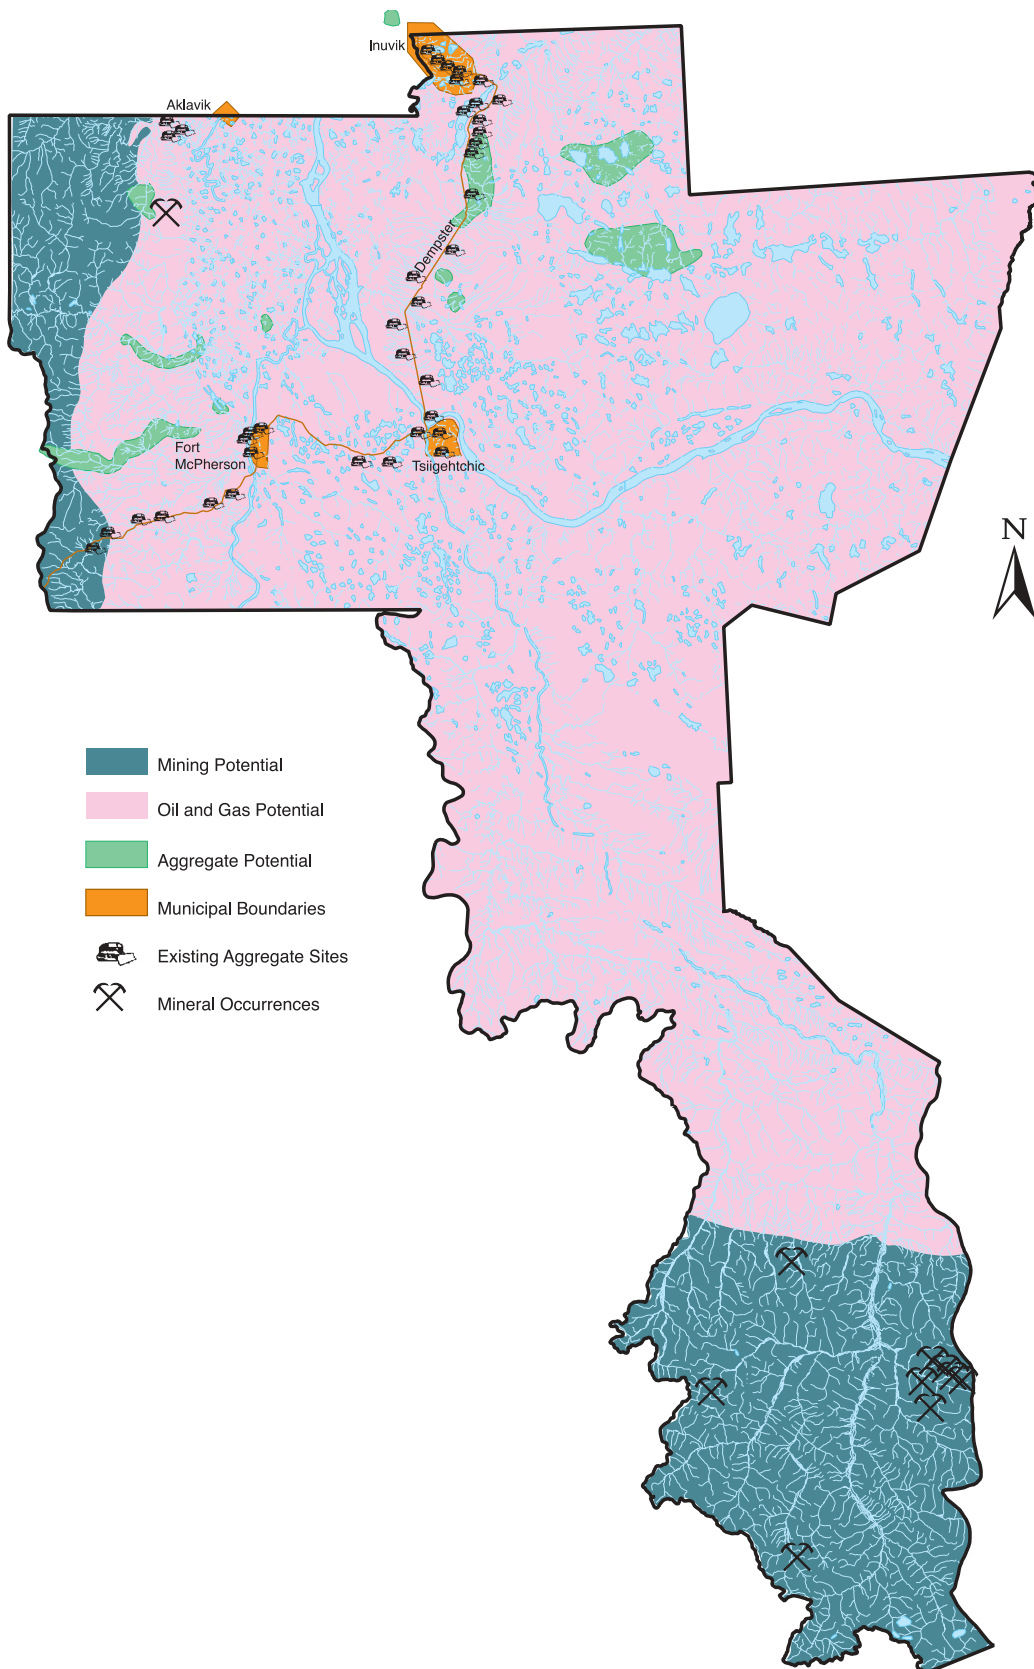 Inuvik
Aklavik
Dempster
Fort
McPherson
Tsiigehtchic
N
Mining Potential
Oil and Gas Potential
Aggregate Potential
Municipal Boundaries
Existing Aggregate Sites
Mineral Occurrences